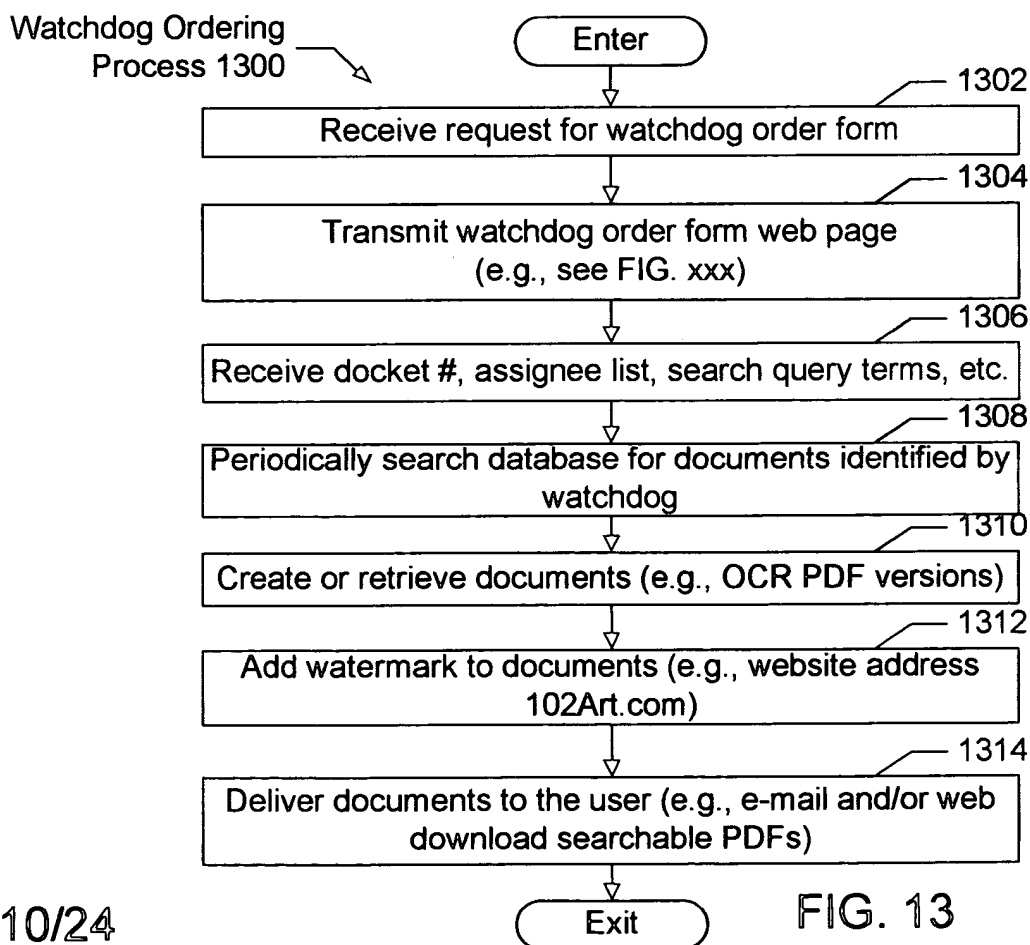 Watchdog Ordering
Process 1300
Enter
1302
Receive request for watchdog order form
1304
Transmit watchdog order form web page
(e.g., see FIG. xxx)
1306
Receive docket #, assignee list, search query terms, etc.
1308
Periodically search database for documents identified by
watchdog
1310
Create or retrieve documents (e.g., OCR PDF versions)
1312
Add watermark to documents (e.g., website address
102Art.com)
1314
Deliver documents to the user (e.g., e-mail and/or web
download searchable PDFs)
Exit
10/24
FIG. 13